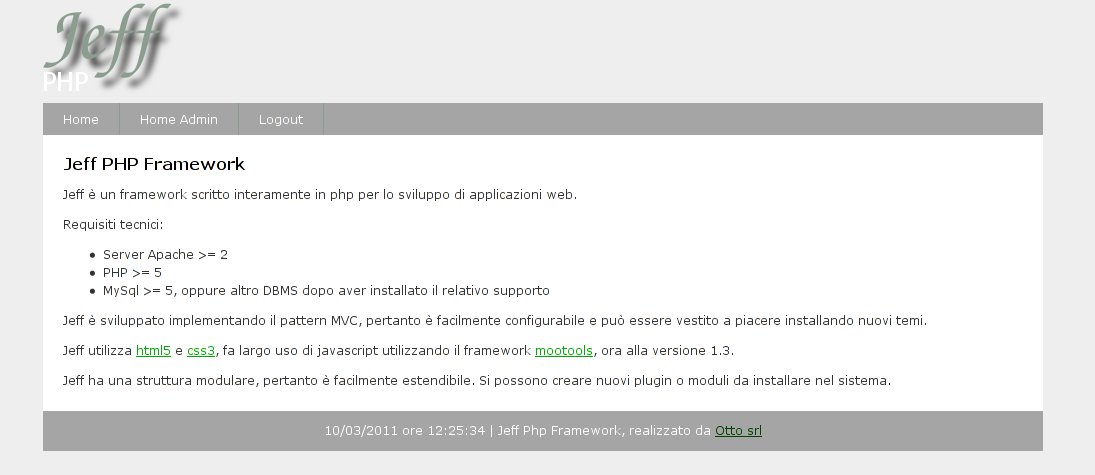 Jeff
PHP
Home Home Admin Logout
Jeff PHP Framework
Jeff è un framework scritto interamente in php per lo sviluppo di applicazioni web.
Requisiti tecnici:
• Server Apache >= 2
• PHP >= 5
• MySql >= 5, oppure altro DBMS dopo aver installato il relativo supporto
Jeff è sviluppato implementando il pattern MVC, pertanto è facilmente configurabile e può essere vestito a piacere installando nuovi temi.
Jeff utilizza html5 e css3, fa largo uso di javascript utilizzando il framework mootools, ora alla versione 1.3.
Jeff ha una struttura modulare, pertanto è facilmente estendibile. Si possono creare nuovi plugin o moduli da installare nel sistema.
10/03/2011 ore 12:25:34 | Jeff Php Framework, realizzato da Otto srl